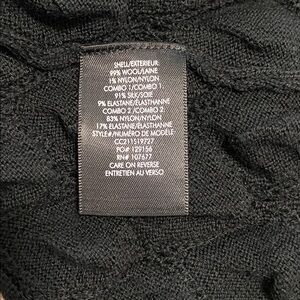 SHELL/EXTERIEUR:
99% WOOL/LAINE
1% NYLON/NYLON
COMBO 1/COMBO 1:
91% SILK/SOIE
9% ELASTANE/ELASTHANNE
COMBO 2/COMBO 2:
83% NYLON/NYLON
17% ELASTANE/ELASTHANNE
STYLE#/NUMÉRO DE MODÈLE:
CC211S19727
PO# 129156
RN# 107677
CARE ON REVERSE
ENTRETIEN AU VERSO